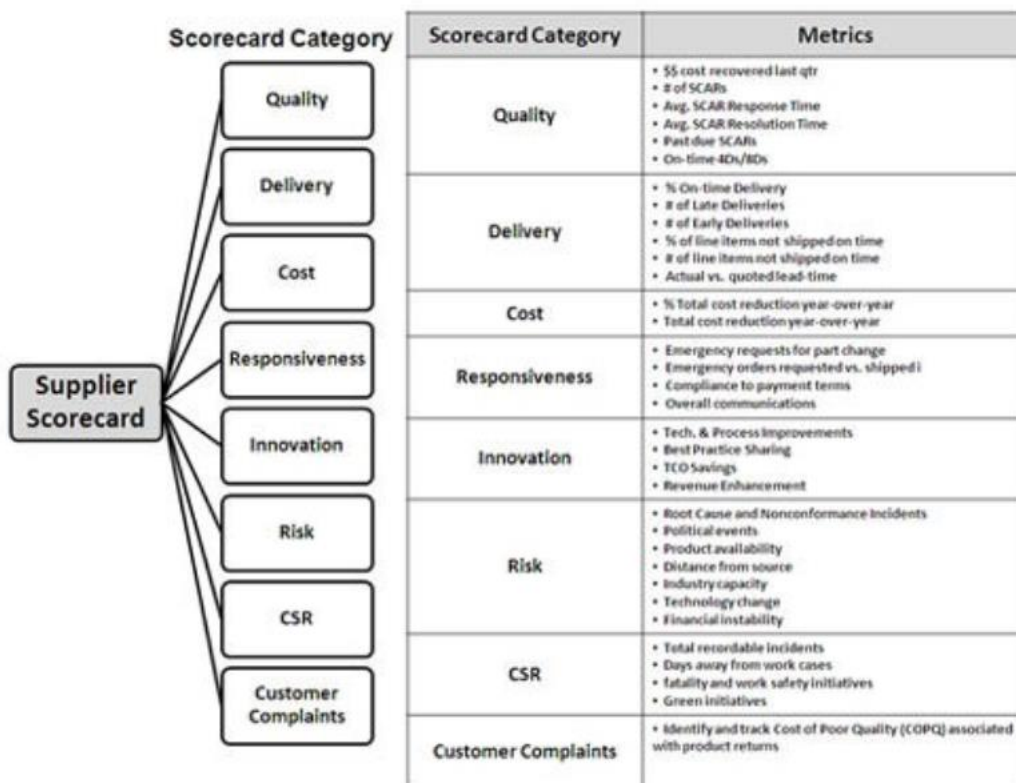 Scorecard Category
Supplier
Scorecard
Quality
Delivery
Cost
Responsiveness
Innovation
Risk
CSR
Customer
Complaints
Scorecard Category Metrics
Quality
• $$ cost recovered last qtr
• # of SCARs
• Avg. SCAR Response Time
• Avg. SCAR Resolution Time
• Past due SCARs
• On-time 4Ds/8Ds
Delivery
• % On-time Delivery
• # of Late Deliveries
• # of Early Deliveries
• % of line items not shipped on time
• # of line items not shipped on time
• Actual vs. quoted lead-time
Cost
• % Total cost reduction year-over-year
• Total cost reduction year-over-year
Responsiveness
• Emergency requests for part change
• Emergency orders requested vs. shipped i
• Compliance to payment terms
• Overall communications
Innovation
• Tech. & Process Improvements
• Best Practice Sharing
• TCO Savings
• Revenue Enhancement
Risk
• Root Cause and Nonconformance Incidents
• Political events
• Product availability
• Distance from source
• Industry capacity
• Technology change
• Financial instability
CSR
• Total recordable incidents
• Days away from work cases
• fatality and work safety initiatives
• Green initiatives
Customer Complaints
• Identify and track Cost of Poor Quality (COPQ) associated
with product returns